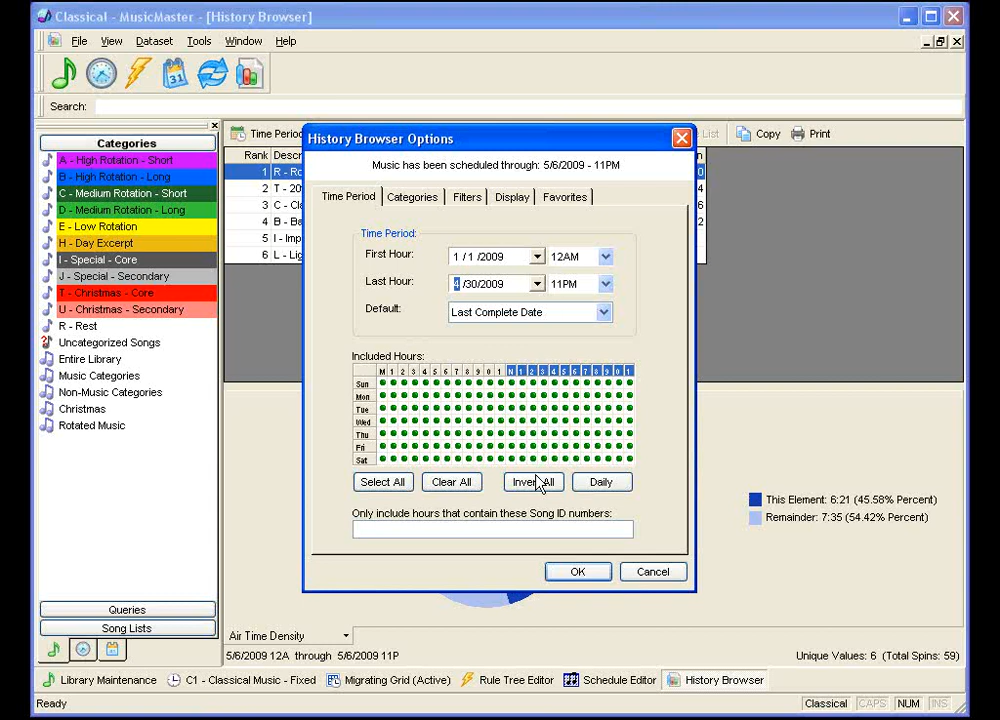 Classical - MusicMaster - [History Browser]
File View Dataset Tools Window Help
Search:
Categories
A - High Rotation - Short
B - High Rotation - Long
C - Medium Rotation - Short
D - Medium Rotation - Long
E - Low Rotation
H - Day Excerpt
I - Special - Core
J - Special - Secondary
T - Christmas - Core
U - Christmas - Secondary
R - Rest
Uncategorized Songs
Entire Library
Music Categories
Non-Music Categories
Christmas
Rotated Music
Queries
Song Lists
Time Period
List Copy Print
Rank Descr
1 R - Ro
2 T - 20
3 C - Cla
4 B - Ba
5 I - Imp
6 L - Lig
History Browser Options
Music has been scheduled through: 5/6/2009 - 11PM
Time Period Categories Filters Display Favorites
Time Period:
First Hour: 1 / 1 /2009 12AM
Last Hour: 4 /30/2009 11PM
Default: Last Complete Date
Included Hours:
M 1 2 3 4 5 6 7 8 9 0 1 N 1 2 3 4 5 6 7 8 9 0 1
Sun
Mon
Tue
Wed
Thu
Fri
Sat
Select All Clear All Invert All Daily
Only include hours that contain these Song ID numbers:
OK Cancel
This Element: 6:21 (45.58% Percent)
Remainder: 7:35 (54.42% Percent)
Air Time Density
5/6/2009 12A through 5/6/2009 11P
Unique Values: 6 (Total Spins: 59)
Library Maintenance C1 - Classical Music - Fixed Migrating Grid (Active) Rule Tree Editor Schedule Editor History Browser
Ready Classical CAPS NUM INS